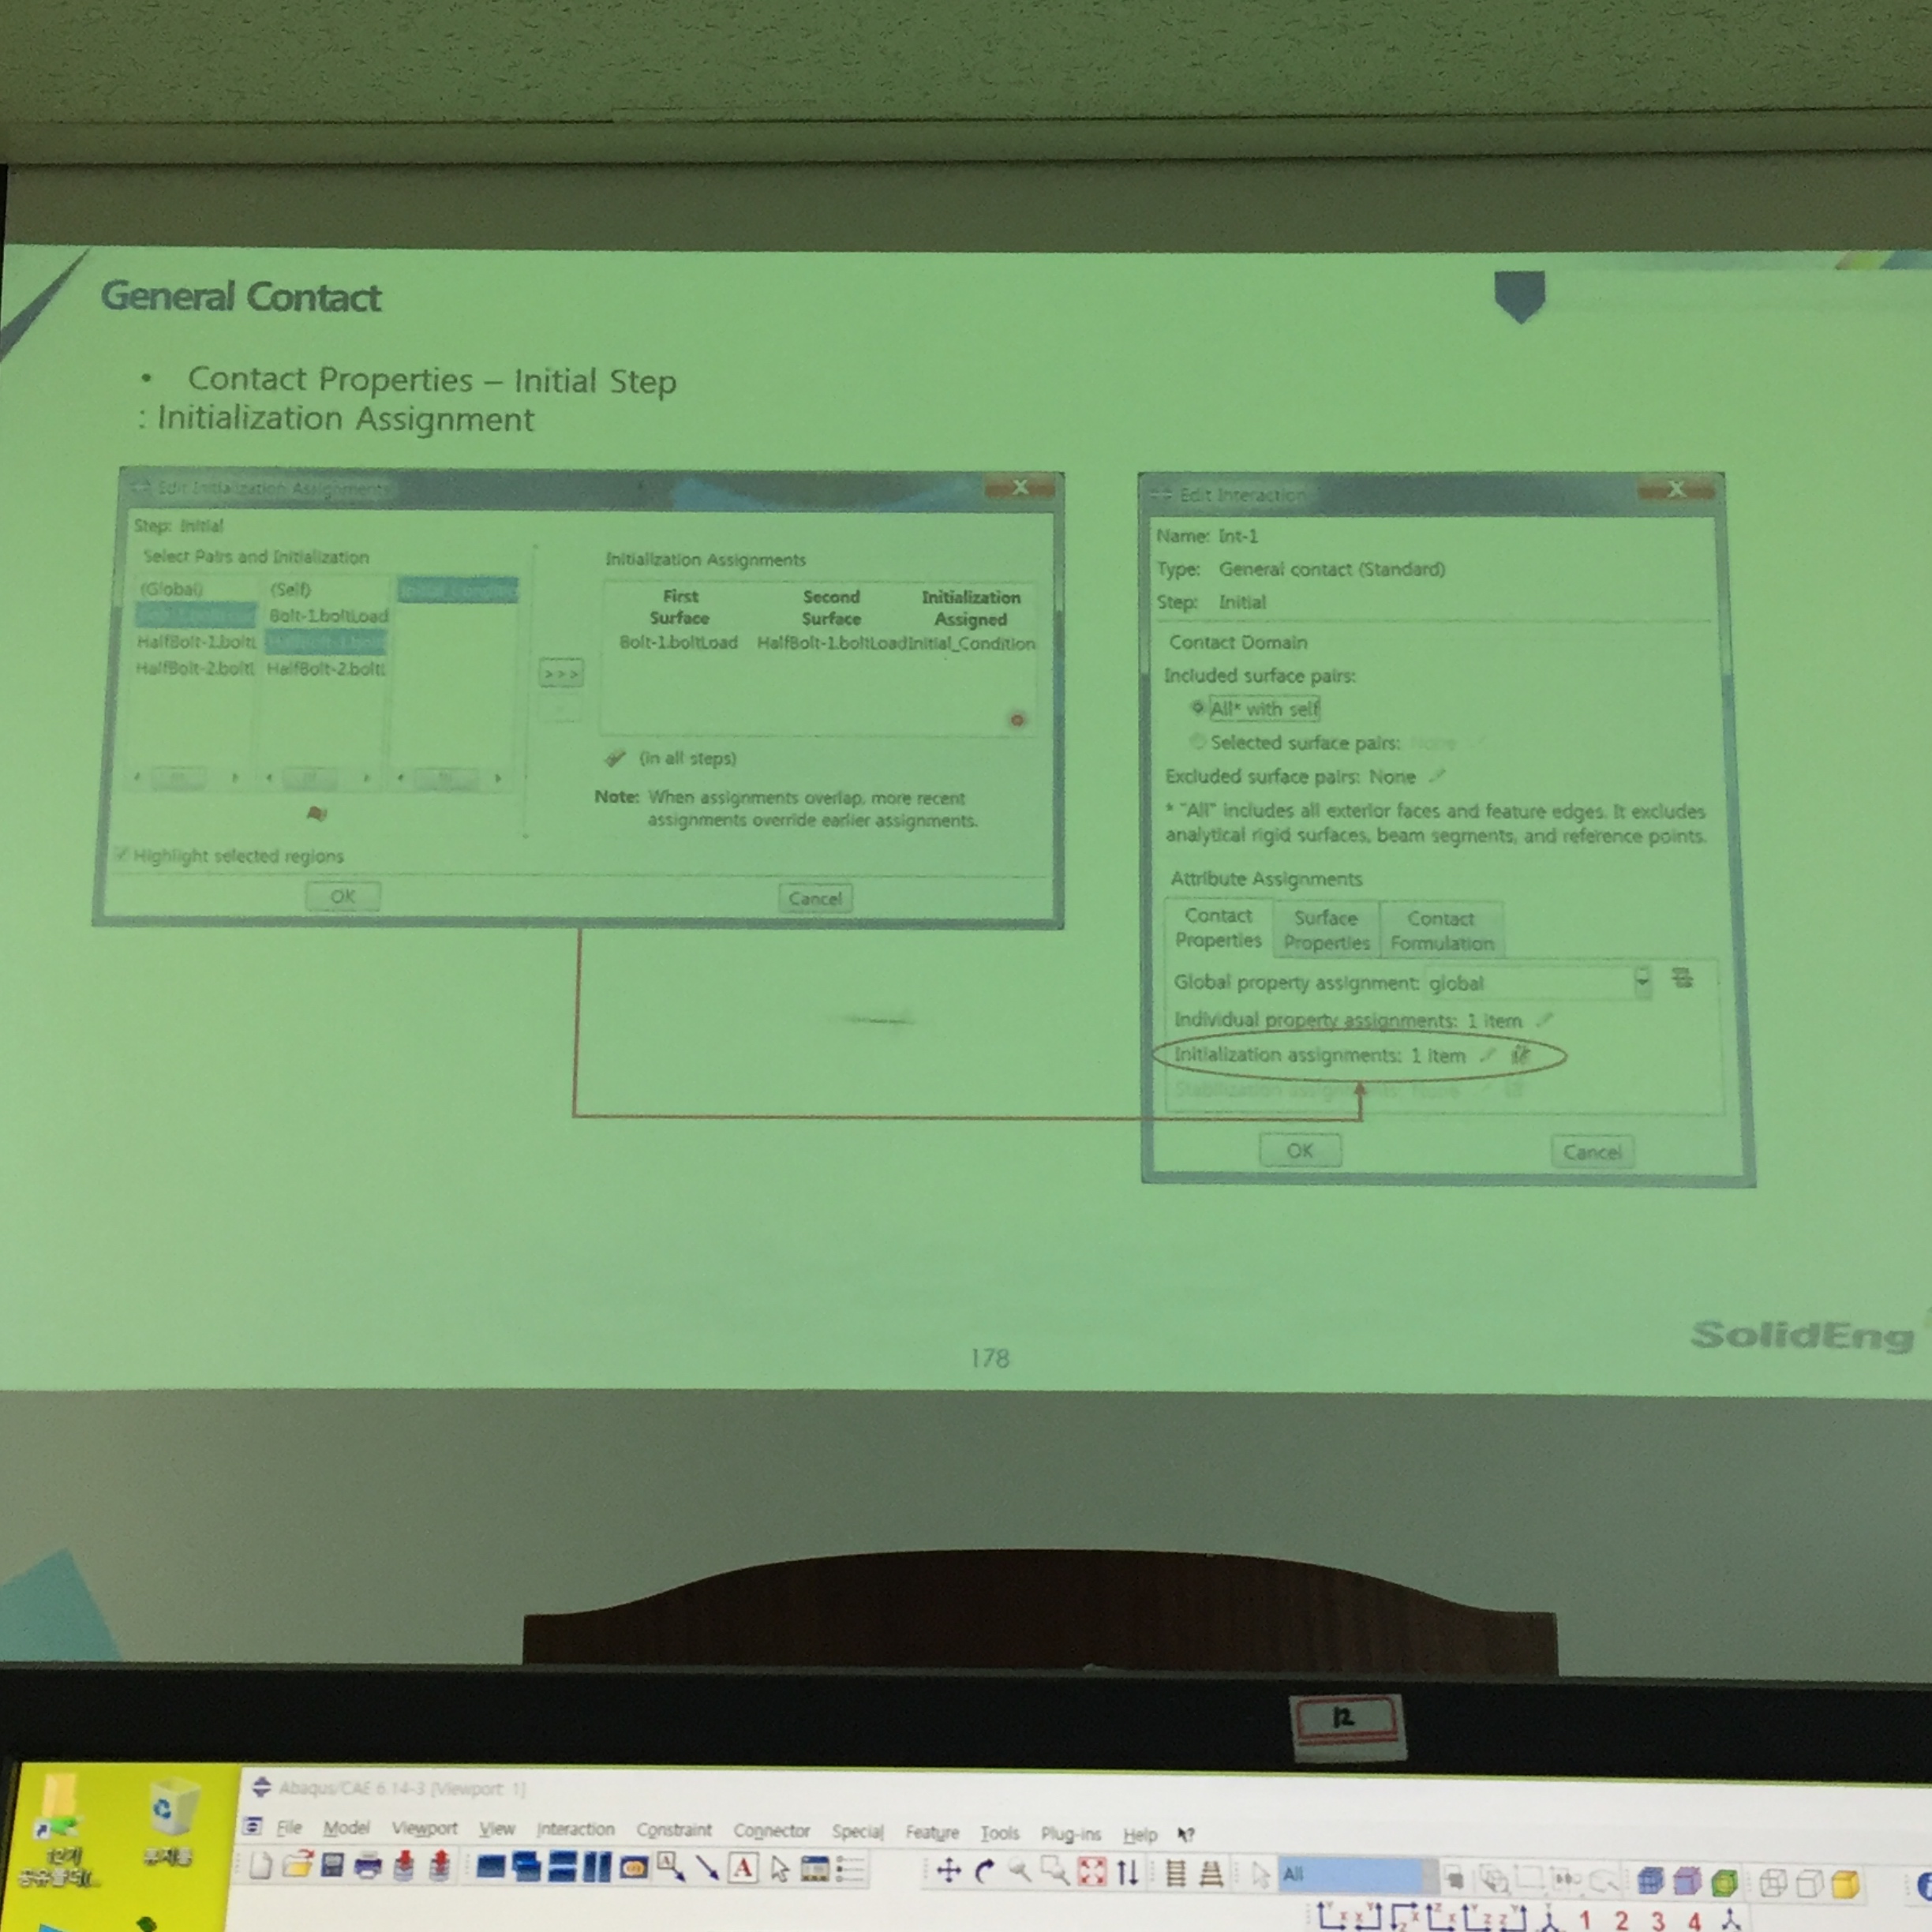 General Contact
• Contact Properties – Initial Step
: Initialization Assignment
Edit Initialization Assignments
Step: Initial
Select Pairs and Initialization
(Global) (Self)
Bolt-1.boltLoad
HalfBolt-1.boltL
HalfBolt-2.boltL HalfBolt-2.boltL
>>>
Highlight selected regions
Initialization Assignments
First Surface Second Surface Initialization Assigned
Bolt-1.boltLoad HalfBolt-1.boltLoad Initial_Condition
(in all steps)
Note: When assignments overlap, more recent
assignments override earlier assignments.
OK Cancel
Edit Interaction
Name: Int-1
Type: General contact (Standard)
Step: Initial
Contact Domain
Included surface pairs:
All* with self
Selected surface pairs: None
Excluded surface pairs: None
* "All" includes all exterior faces and feature edges. It excludes
analytical rigid surfaces, beam segments, and reference points.
Attribute Assignments
Contact Properties Surface Properties Contact Formulation
Global property assignment: global
Individual property assignments: 1 item
Initialization assignments: 1 item
OK Cancel
SolidEng
178
12
Abaqus/CAE 6.14-3 [Viewport: 1]
File Model Viewport View Interaction Constraint Connector Special Feature Tools Plug-ins Help
휴지통
A
All
1 2 3 4